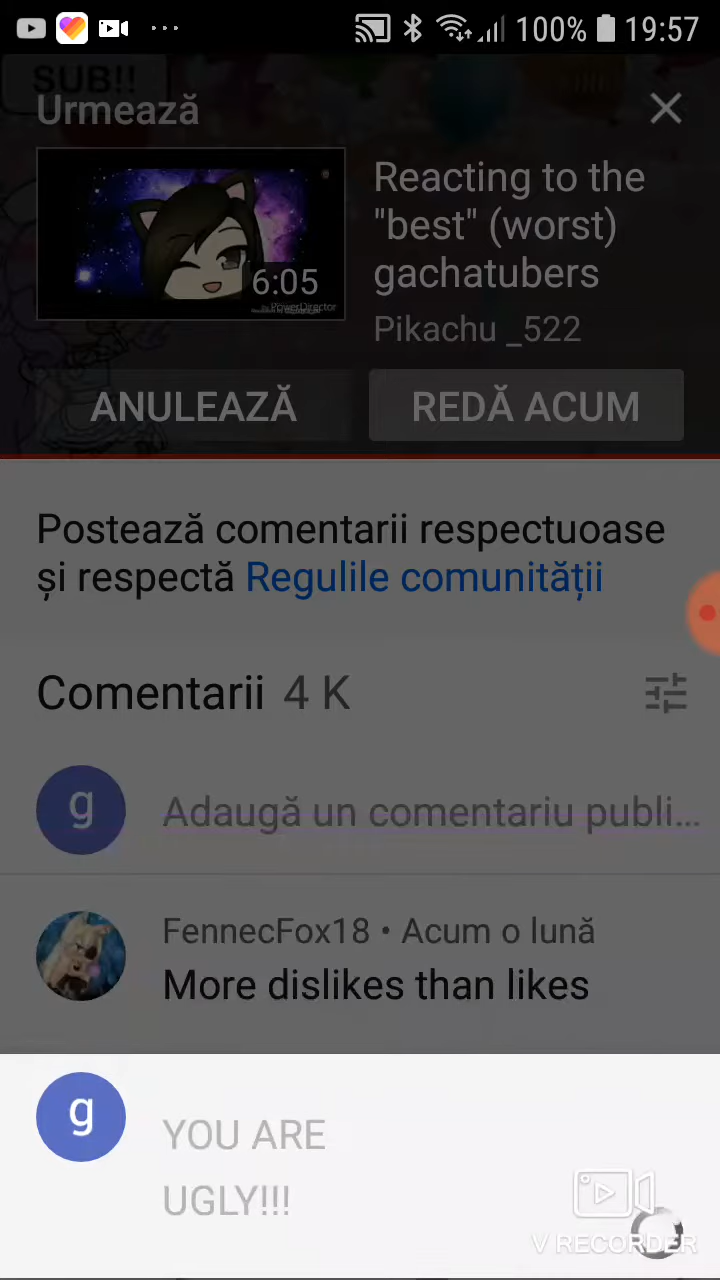 100% 19:57
SUB!!
Urmează
Reacting to the
"best" (worst)
gachatubers
6:05
PowerDirector
Pikachu _522
ANULEAZĂ REDĂ ACUM
Postează comentarii respectuoase
și respectă Regulile comunității
Comentarii 4 K
g Adaugă un comentariu publi...
FennecFox18 • Acum o lună
More dislikes than likes
g YOU ARE
UGLY!!!
V RECORDER